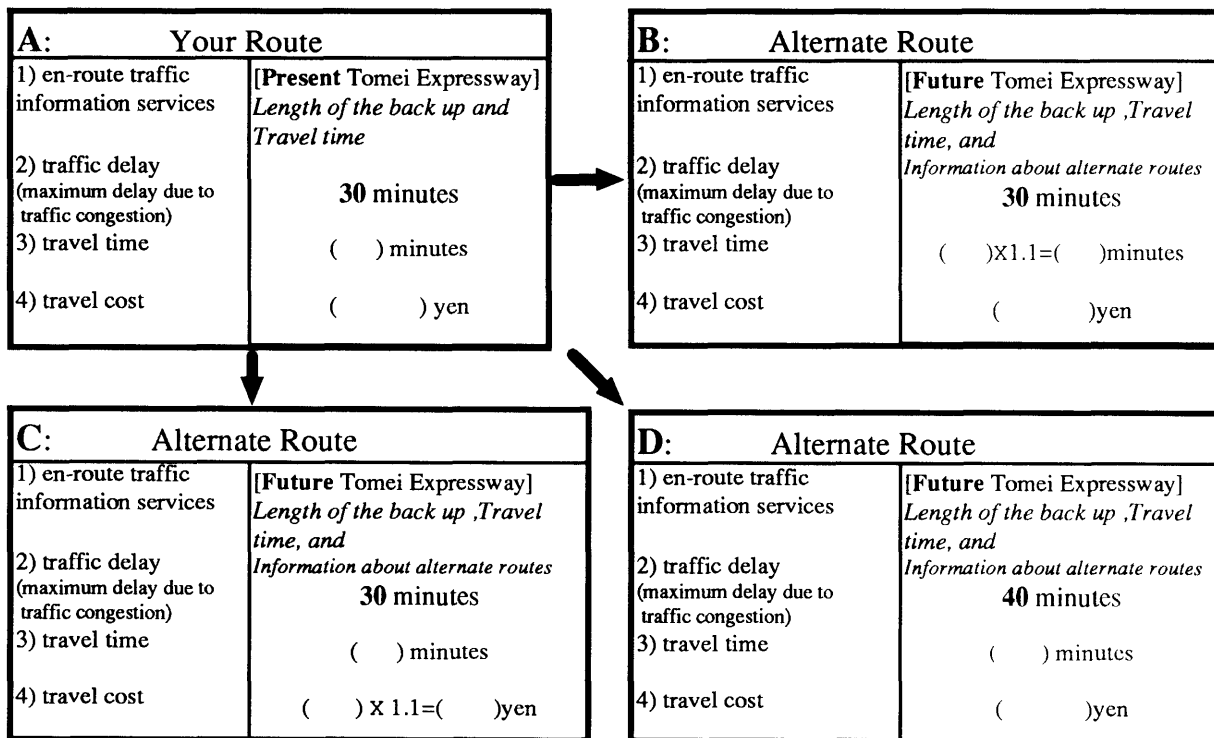 A: Your Route
1) en-route traffic
information services
2) traffic delay
(maximum delay due to
traffic congestion)
3) travel time
4) travel cost
[Present Tomei Expressway]
Length of the back up and
Travel time
30 minutes
( ) minutes
( ) yen
B: Alternate Route
1) en-route traffic
information services
2) traffic delay
(maximum delay due to
traffic congestion)
3) travel time
4) travel cost
[Future Tomei Expressway]
Length of the back up ,Travel
time, and
Information about alternate routes
30 minutes
( )X1.1=( )minutes
( )yen
C: Alternate Route
1) en-route traffic
information services
2) traffic delay
(maximum delay due to
traffic congestion)
3) travel time
4) travel cost
[Future Tomei Expressway]
Length of the back up ,Travel
time, and
Information about alternate routes
30 minutes
( ) minutes
( ) X 1.1=( )yen
D: Alternate Route
1) en-route traffic
information services
2) traffic delay
(maximum delay due to
traffic congestion)
3) travel time
4) travel cost
[Future Tomei Expressway]
Length of the back up ,Travel
time, and
Information about alternate routes
40 minutes
( ) minutes
( )yen